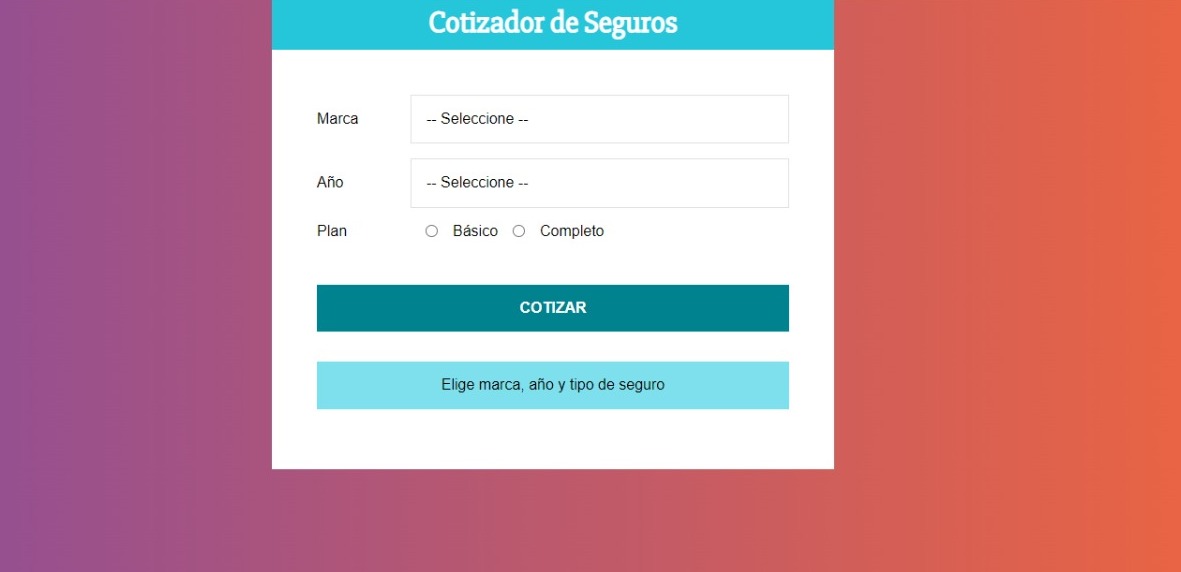 Cotizador de Seguros
Marca
-- Seleccione --
Año
-- Seleccione --
Plan
Básico
Completo
COTIZAR
Elige marca, año y tipo de seguro